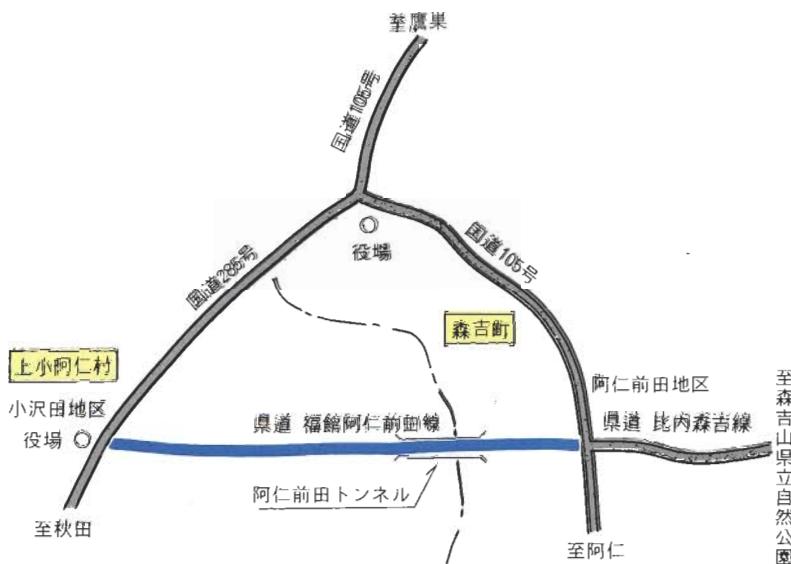 至鷹巣
国道105号
役場
国道285号
国道105号
森吉町
上小阿仁村
阿仁前田地区
小沢田地区
県道 福館阿仁前田線
県道 比内森吉線
役場
阿仁前田トンネル
至秋田
至阿仁
至森吉山県立自然公園